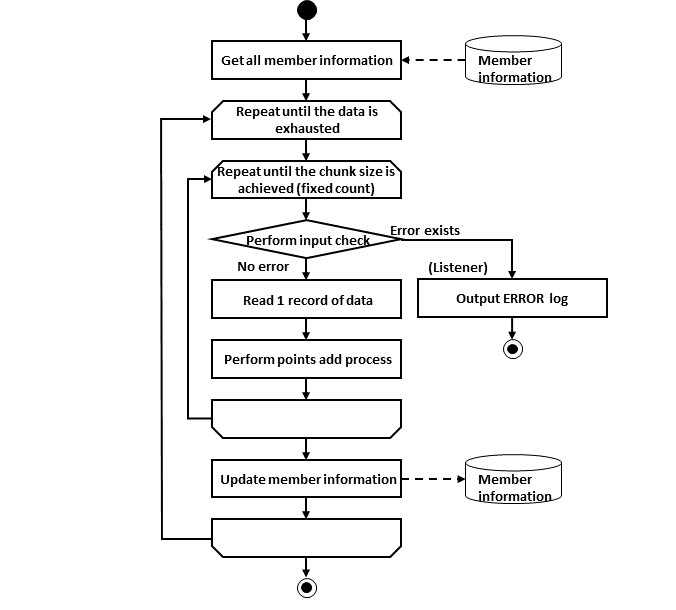 Get all member information
Member
information
Repeat until the data is
exhausted
Repeat until the chunk size is
achieved (fixed count)
Perform input check
Error exists
No error
(Listener)
Read 1 record of data
Output ERROR log
Perform points add process
Update member information
Member
information